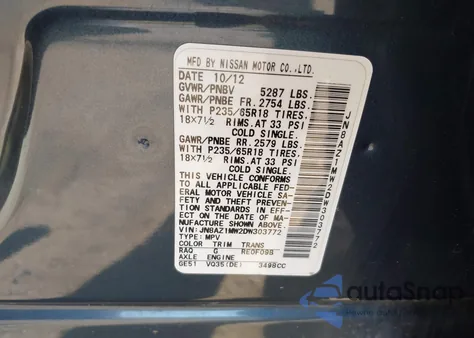 MFD BY NISSAN MOTOR CO.,LTD.
DATE 10/12
GVWR/PNBV 5287 LBS.
GAWR/PNBE FR. 2754 LBS.
WITH P235/65R18 TIRES,
18x7½ RIMS.AT 33 PSI
COLD SINGLE.
GAWR/PNBE RR. 2579 LBS.
WITH P235/65R18 TIRES,
18x7½ RIMS.AT 33 PSI
COLD SINGLE.
THIS VEHICLE CONFORMS
TO ALL APPLICABLE FED-
ERAL MOTOR VEHICLE SA-
FETY AND THEFT PREVEN-
TION STANDARDS IN EFF-
ECT ON THE DATE OF MA-
NUFACTURE SHOWN ABOVE.
VIN:JN8AZ1MW2DW303772
TYPE:MPV
COLOR TRIM TRANS
RAQ G RE0F09B
AXLE ENGINE
GE51 VQ35(DE) 3498CC
JN8AZ1MW2DW303772
autoSnap